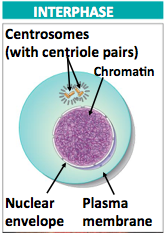 INTERPHASE
Centrosomes
(with centriole pairs)
Chromatin
Nuclear envelope
Plasma membrane